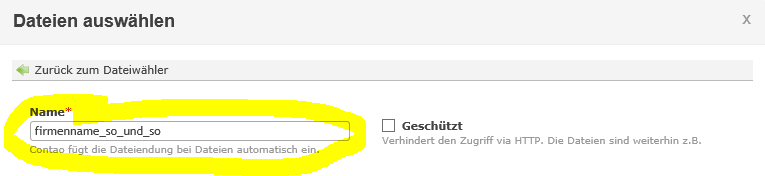 Dateien auswählen X
Zurück zum Dateiwähler
Name*
firmenname_so_und_so
Contao fügt die Dateiendung bei Dateien automatisch ein.
Geschützt
Verhindert den Zugriff via HTTP. Die Dateien sind weiterhin z.B.